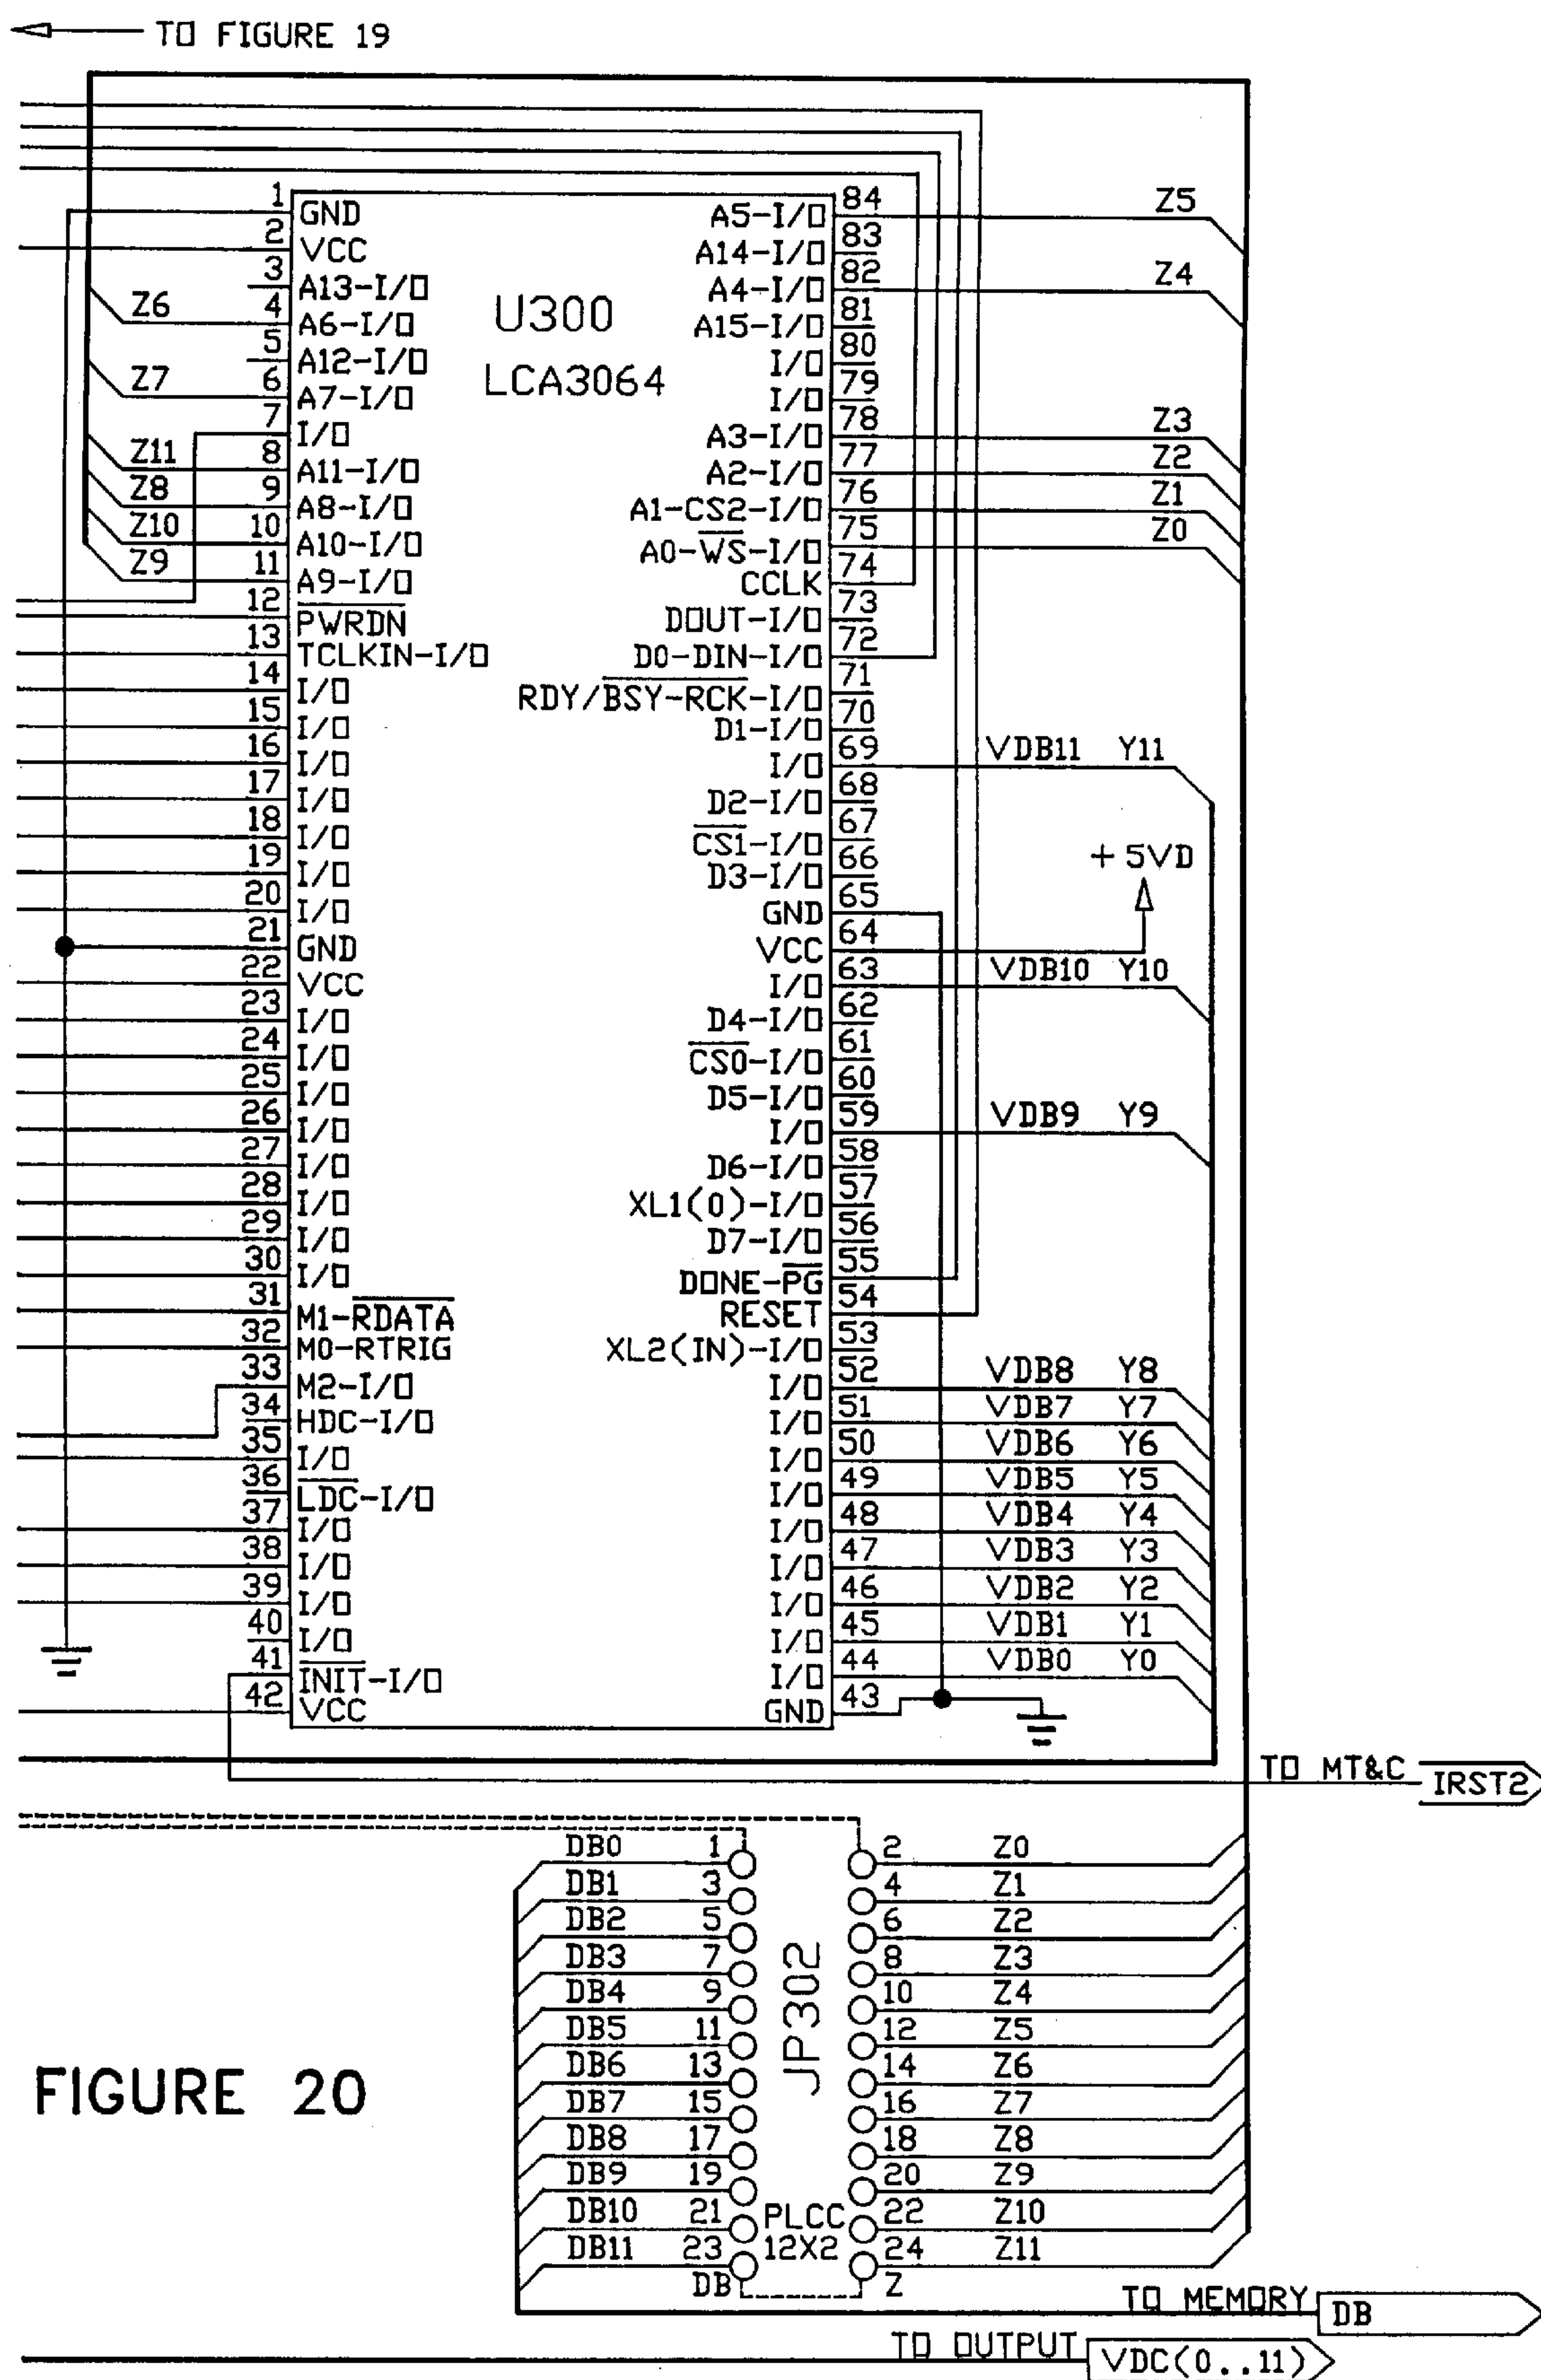 TO FIGURE 19
U300
LCA3064
1 GND
2 VCC
3 A13-I/O
Z6 4 A6-I/O
5 A12-I/O
Z7 6 A7-I/O
7 I/O
Z11 8 A11-I/O
Z8 9 A8-I/O
Z10 10 A10-I/O
Z9 11 A9-I/O
12 PWRDN
13 TCLKIN-I/O
14 I/O
15 I/O
16 I/O
17 I/O
18 I/O
19 I/O
20 I/O
21 GND
22 VCC
23 I/O
24 I/O
25 I/O
26 I/O
27 I/O
28 I/O
29 I/O
30 I/O
31 M1-RDATA
32 M0-RTRIG
33 M2-I/O
34 HDC-I/O
35 I/O
36 LDC-I/O
37 I/O
38 I/O
39 I/O
40 I/O
41 INIT-I/O
42 VCC
A5-I/O 84 Z5
A14-I/O 83
A4-I/O 82 Z4
A15-I/O 81
I/O 80
I/O 79
A3-I/O 78 Z3
A2-I/O 77 Z2
A1-CS2-I/O 76 Z1
A0-WS-I/O 75 Z0
CCLK 74
DOUT-I/O 73
D0-DIN-I/O 72
RDY/BSY-RCK-I/O 71
D1-I/O 70
I/O 69 VDB11 Y11
D2-I/O 68
CS1-I/O 67
D3-I/O 66
+5VD
GND 65
VCC 64
I/O 63 VDB10 Y10
D4-I/O 62
CS0-I/O 61
D5-I/O 60
I/O 59 VDB9 Y9
D6-I/O 58
XL1(0)-I/O 57
D7-I/O 56
DONE-PG 55
RESET 54
XL2(IN)-I/O 53
I/O 52 VDB8 Y8
I/O 51 VDB7 Y7
I/O 50 VDB6 Y6
I/O 49 VDB5 Y5
I/O 48 VDB4 Y4
I/O 47 VDB3 Y3
I/O 46 VDB2 Y2
I/O 45 VDB1 Y1
I/O 44 VDB0 Y0
GND 43
TO MT&C IRST2
DB0 1 2 Z0
DB1 3 4 Z1
DB2 5 6 Z2
DB3 7 8 Z3
DB4 9 10 Z4
DB5 11 12 Z5
DB6 13 14 Z6
DB7 15 16 Z7
DB8 17 18 Z8
DB9 19 20 Z9
DB10 21 22 Z10
DB11 23 24 Z11
JP302
PLCC
12X2
DB Z
FIGURE 20
TO MEMORY DB
TO OUTPUT VDC(0..11)